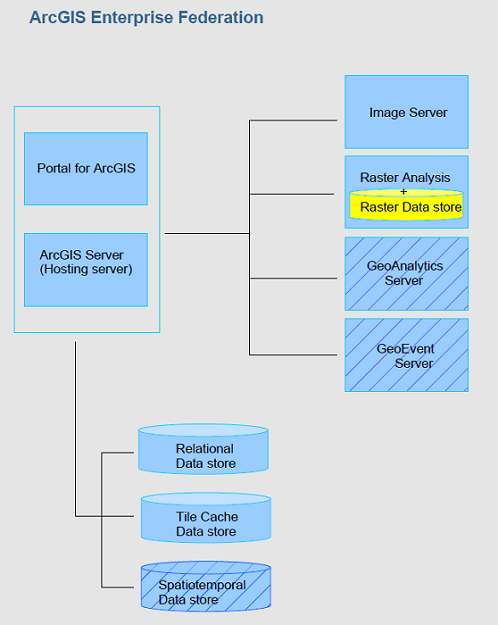 ArcGIS Enterprise Federation
Portal for ArcGIS
ArcGIS Server
(Hosting server)
Image Server
Raster Analysis
+
Raster Data store
GeoAnalytics
Server
GeoEvent
Server
Relational
Data store
Tile Cache
Data store
Spatiotemporal
Data store